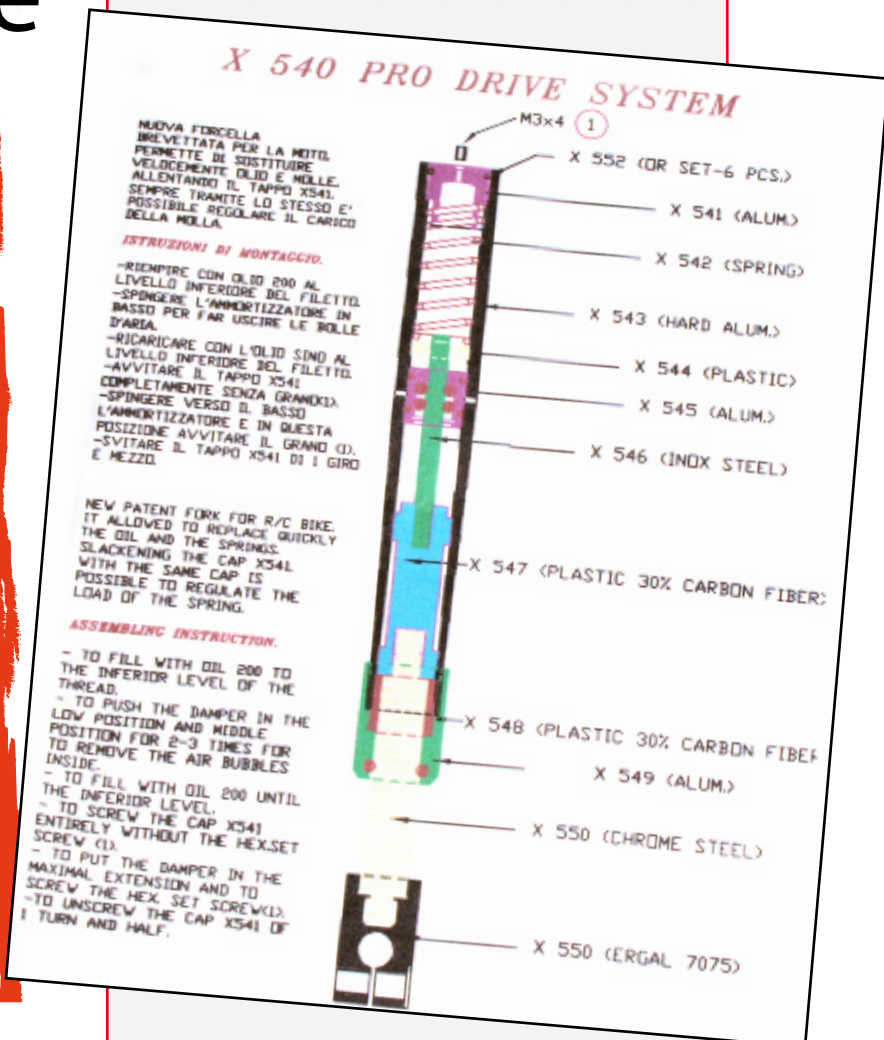 e
X 540 PRO DRIVE SYSTEM
NUOVA FORCELLA
BREVETTATA PER LA MOTO.
PERMETTE DI SOSTITUIRE
VELOCEMENTE OLIO E MOLLE.
ALLENTANDO IL TAPPO X541.
SEMPRE TRAMITE LO STESSO E'
POSSIBILE REGOLARE IL CARICO
DELLA MOLLA.
ISTRUZIONI DI MONTAGGIO.
-RIEMPIRE CON OLIO 200 AL
LIVELLO INFERIORE DEL FILETTO.
-SPINGERE L'AMMORTIZZATORE IN
BASSO PER FAR USCIRE LE BOLLE
D'ARIA.
-RICARICARE CON L'OLIO SINO AL
LIVELLO INFERIORE DEL FILETTO.
-AVVITARE IL TAPPO X541
COMPLETAMENTE SENZA GRANO(1).
-SPINGERE VERSO IL BASSO
L'AMMORTIZZATORE E IN QUESTA
POSIZIONE AVVITARE IL GRANO (1).
-SVITARE IL TAPPO X541 DI 1 GIRO
E MEZZO.
NEW PATENT FORK FOR R/C BIKE.
IT ALLOWED TO REPLACE QUICKLY
THE OIL AND THE SPRINGS.
SLACKENING THE CAP X541.
WITH THE SAME CAP IS
POSSIBLE TO REGULATE THE
LOAD OF THE SPRING.
ASSEMBLING INSTRUCTION.
- TO FILL WITH OIL 200 TO
THE INFERIOR LEVEL OF THE
THREAD.
- TO PUSH THE DAMPER IN THE
LOW POSITION AND MIDDLE
POSITION FOR 2-3 TIMES FOR
TO REMOVE THE AIR BUBBLES
INSIDE.
- TO FILL WITH OIL 200 UNTIL
THE INFERIOR LEVEL.
- TO SCREW THE CAP X541
ENTIRELY WITHOUT THE HEX.SET
SCREW (1).
- TO PUT THE DAMPER IN THE
MAXIMAL EXTENSION AND TO
SCREW THE HEX. SET SCREW(1).
-TO UNSCREW THE CAP X541 OF
1 TURN AND HALF.
M3x4 1
X 552 (OR SET-6 PCS.)
X 541 (ALUM.)
X 542 (SPRING)
X 543 (HARD ALUM.)
X 544 (PLASTIC)
X 545 (ALUM.)
X 546 (INOX STEEL)
X 547 (PLASTIC 30% CARBON FIBER)
X 548 (PLASTIC 30% CARBON FIBER
X 549 (ALUM.)
X 550 (CHROME STEEL)
X 550 (ERGAL 7075)